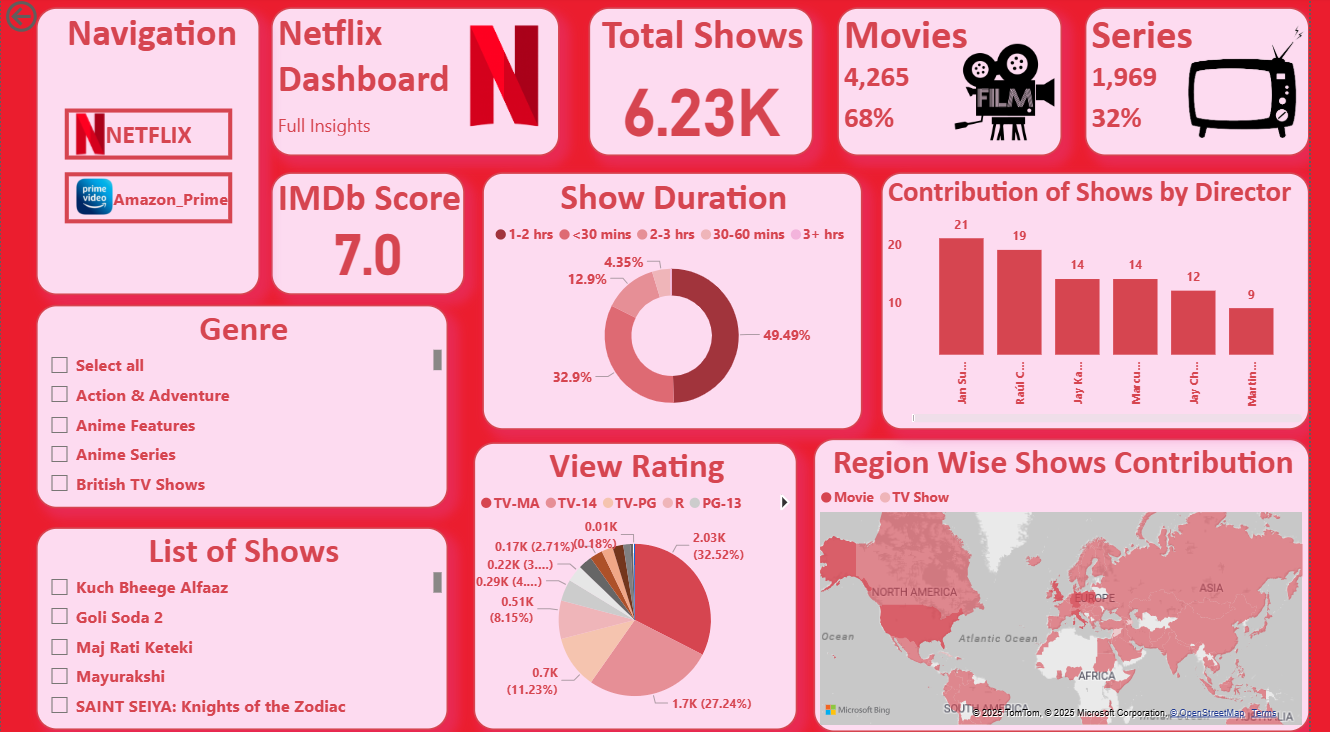 Navigation
NETFLIX
prime
video
Amazon_Prime
Netflix
Dashboard
Full Insights
Total Shows
6.23K
Movies
4,265
68%
FILM
Series
1,969
32%
IMDb Score
7.0
Show Duration
1-2 hrs <30 mins 2-3 hrs 30-60 mins 3+ hrs
4.35%
12.9%
49.49%
32.9%
Contribution of Shows by Director
20
10
21
19
14
14
12
9
Jan Su...
Raúl C...
Jay Ka...
Marcu...
Jay Ch...
Martin...
Genre
Select all
Action & Adventure
Anime Features
Anime Series
British TV Shows
List of Shows
Kuch Bheege Alfaaz
Goli Soda 2
Maj Rati Keteki
Mayurakshi
SAINT SEIYA: Knights of the Zodiac
View Rating
TV-MA TV-14 TV-PG R PG-13
0.01K
(0.18%)
2.03K
(32.52%)
0.17K (2.71%)
0.22K (3....)
0.29K (4....)
0.51K
(8.15%)
0.7K
(11.23%)
1.7K (27.24%)
Region Wise Shows Contribution
Movie TV Show
NORTH AMERICA
EUROPE
ASIA
Ocean
Atlantic Ocean
AFRICA
SOUTH AMERICA
Microsoft Bing
© 2025 TomTom, © 2025 Microsoft Corporation, © OpenStreetMap Terms